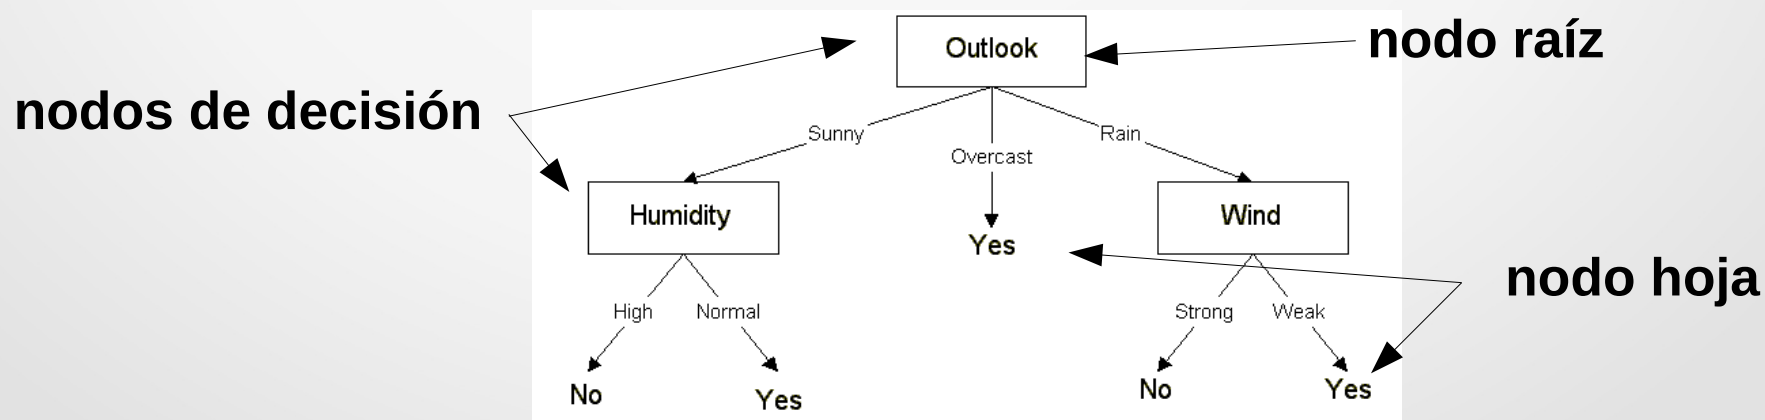 nodo raíz
Outlook
nodos de decisión
Sunny
Rain
Overcast
Humidity
Wind
Yes
nodo hoja
High
Normal
Strong
Weak
No
Yes
No
Yes